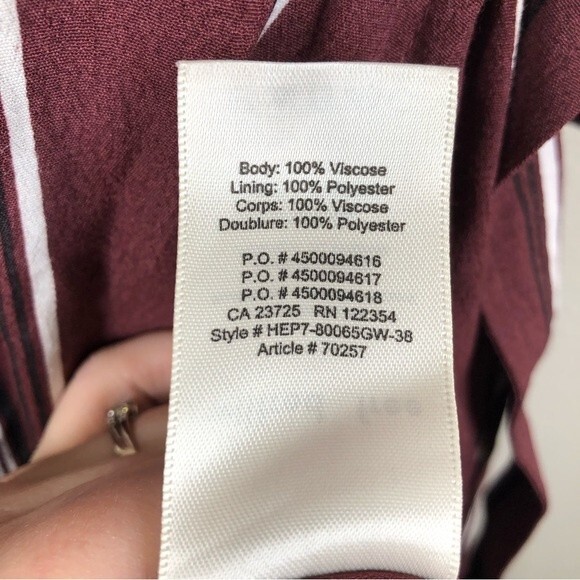 Body: 100% Viscose
Lining: 100% Polyester
Corps: 100% Viscose
Doublure: 100% Polyester
P.O. # 4500094616
P.O. # 4500094617
P.O. # 4500094618
CA 23725 RN 122354
Style # HEP7-80065GW-38
Article # 70257